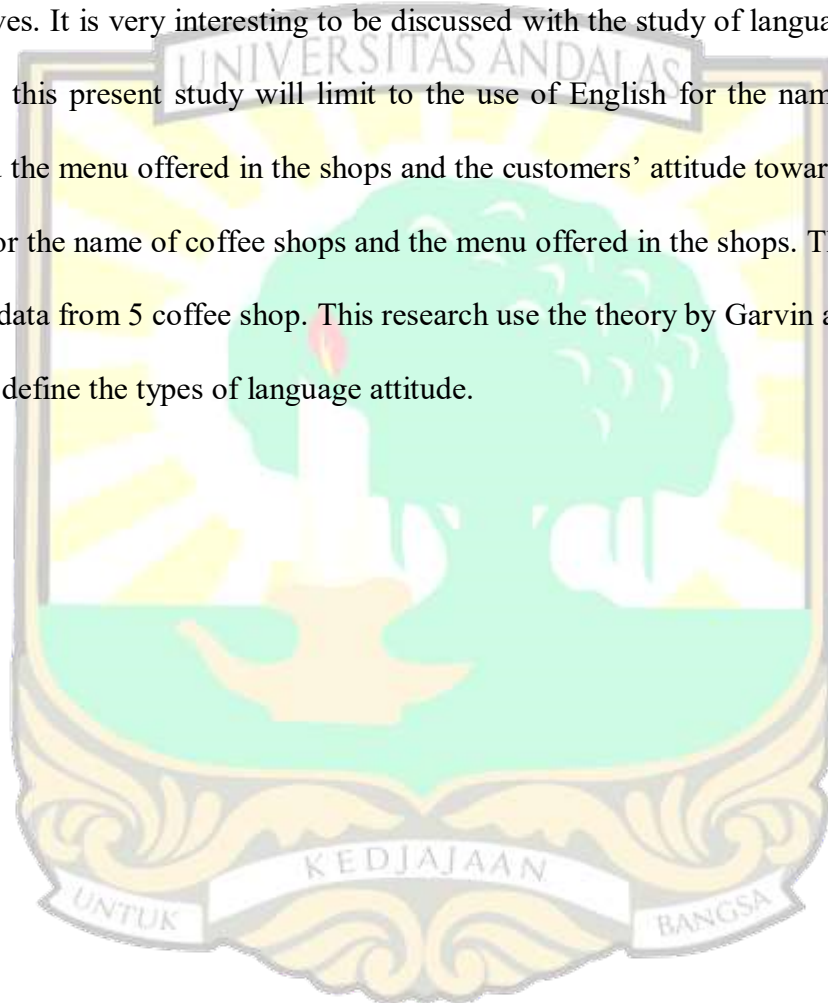 ves. It is very interesting to be discussed with the study of langua
UNIVERSITAS ANDALAS
this present study will limit to the use of English for the nam
the menu offered in the shops and the customers’ attitude towar
or the name of coffee shops and the menu offered in the shops. Th
data from 5 coffee shop. This research use the theory by Garvin a
define the types of language attitude.
KEDJAJAAN
UNTUK
BANGSA